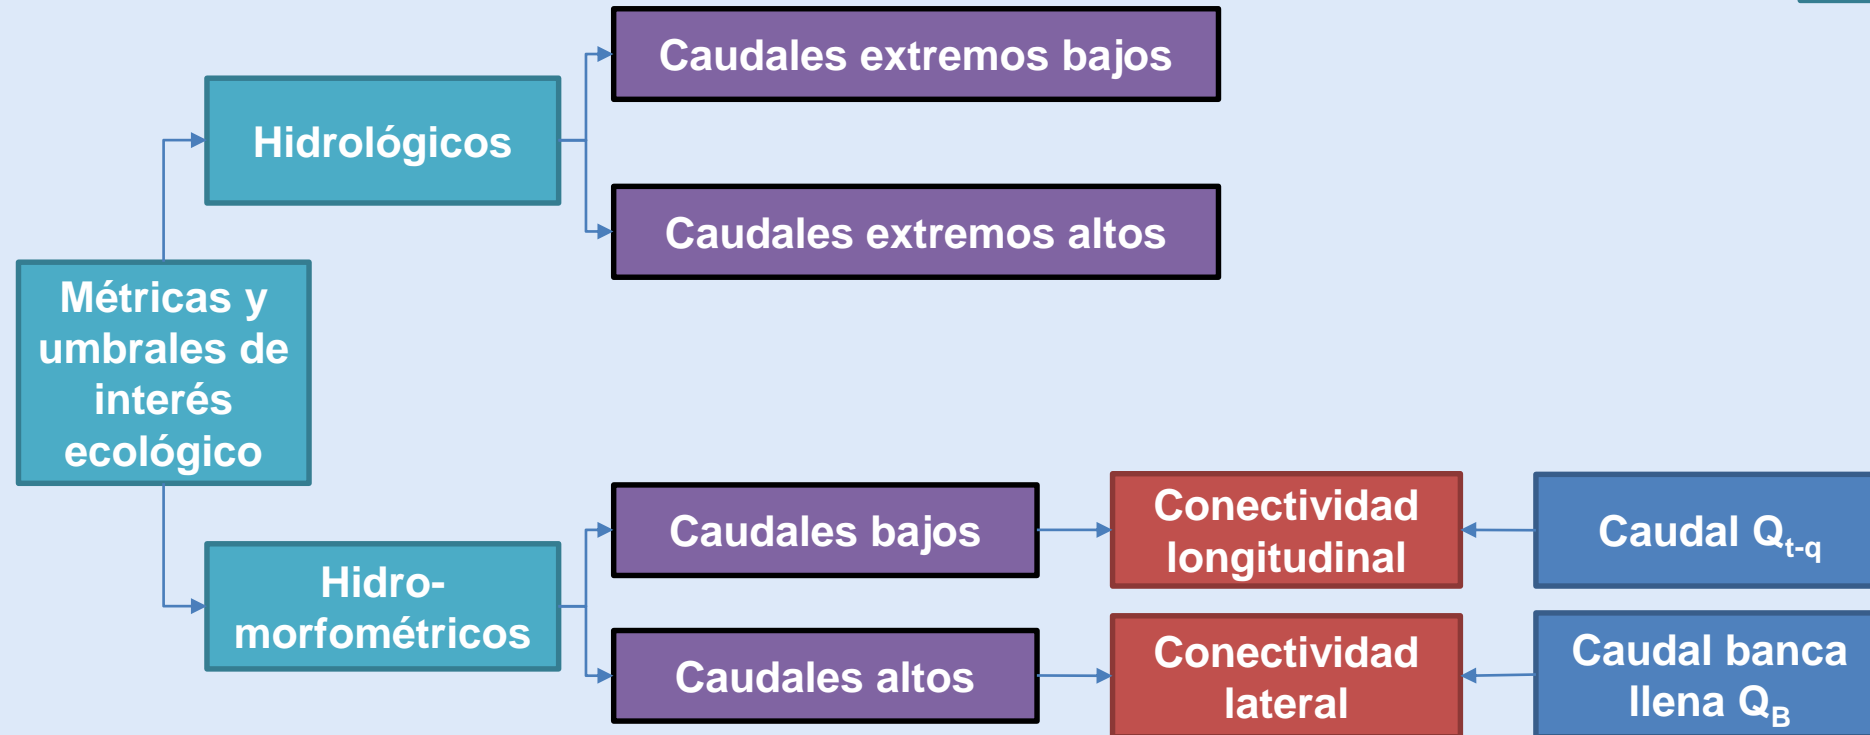 Caudales extremos bajos
Hidrológicos
Caudales extremos altos
Métricas y
umbrales de
interés
ecológico
Caudales bajos
Conectividad
longitudinal
Caudal Qt-q
Hidro-
morfométricos
Caudales altos
Conectividad
lateral
Caudal banca
llena QB